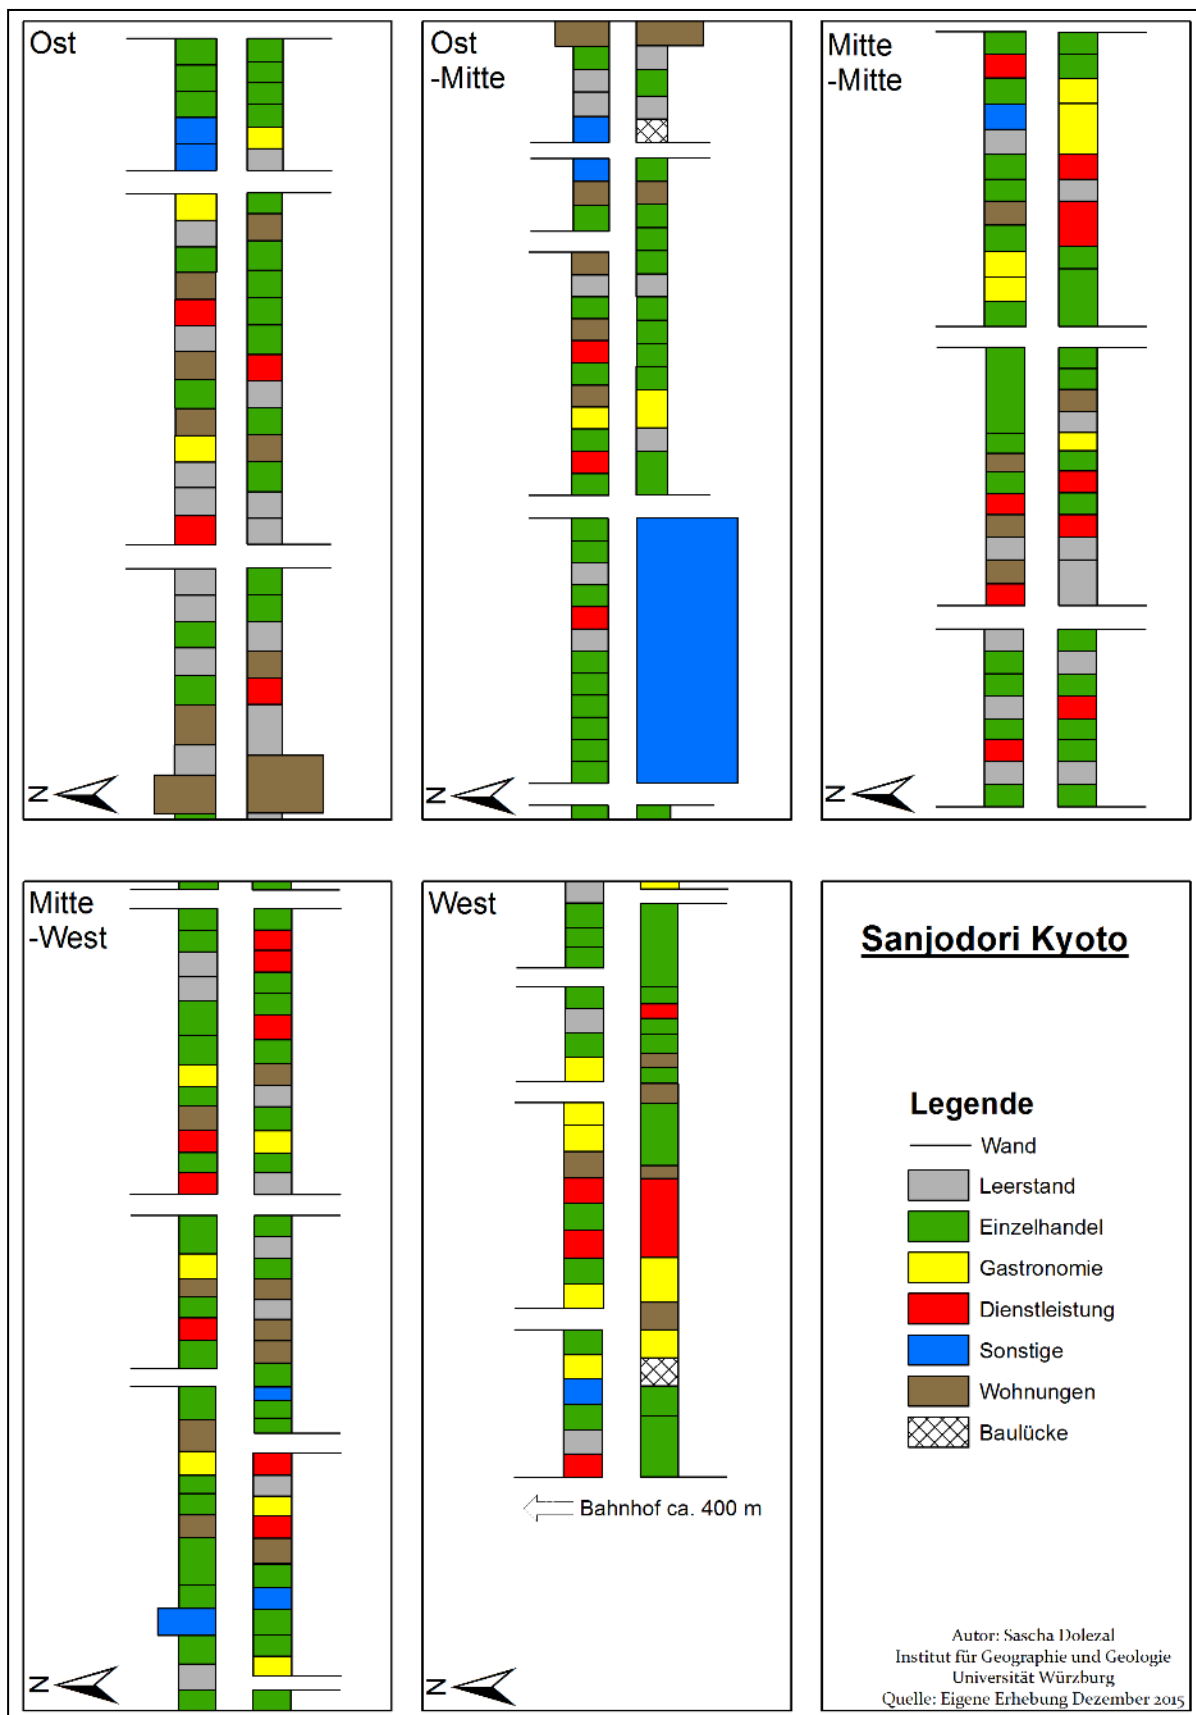 Ost
N
Ost
-Mitte
N
Mitte
-Mitte
N
Mitte
-West
N
West
Bahnhof ca. 400 m
N
Sanjodori Kyoto
Legende
Wand
Leerstand
Einzelhandel
Gastronomie
Dienstleistung
Sonstige
Wohnungen
Baulücke
Autor: Sascha Dolezal
Institut für Geographie und Geologie
Universität Würzburg
Quelle: Eigene Erhebung Dezember 2015